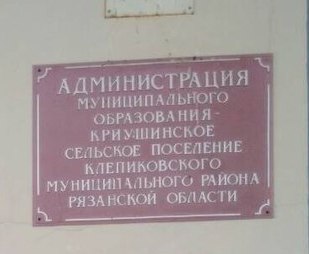 АДМИНИСТРАЦИЯ
МУНИЦИПАЛЬНОГО
ОБРАЗОВАНИЯ-
КРИУШИНСКОЕ
СЕЛЬСКОЕ ПОСЕЛЕНИЕ
КЛЕПИКОВСКОГО
МУНИЦИПАЛЬНОГО РАЙОНА
РЯЗАНСКОЙ ОБЛАСТИ